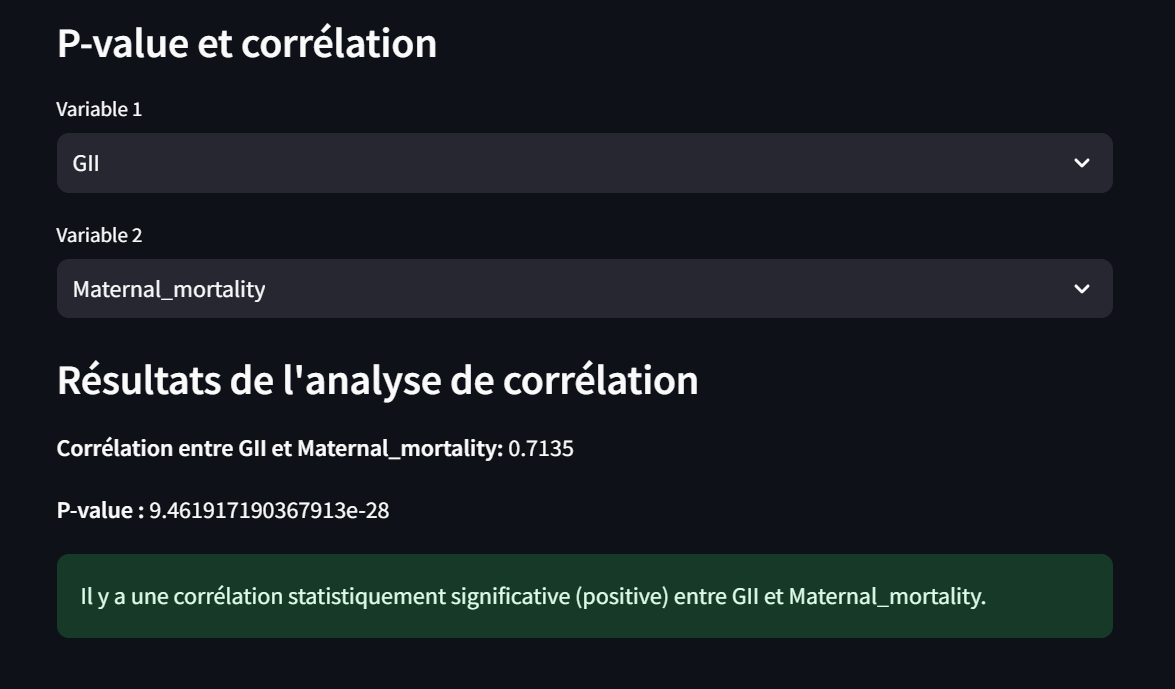 P-value et corrélation
Variable 1
GII
Variable 2
Maternal_mortality
Résultats de l'analyse de corrélation
Corrélation entre GII et Maternal_mortality: 0.7135
P-value : 9.461917190367913e-28
Il y a une corrélation statistiquement significative (positive) entre GII et Maternal_mortality.